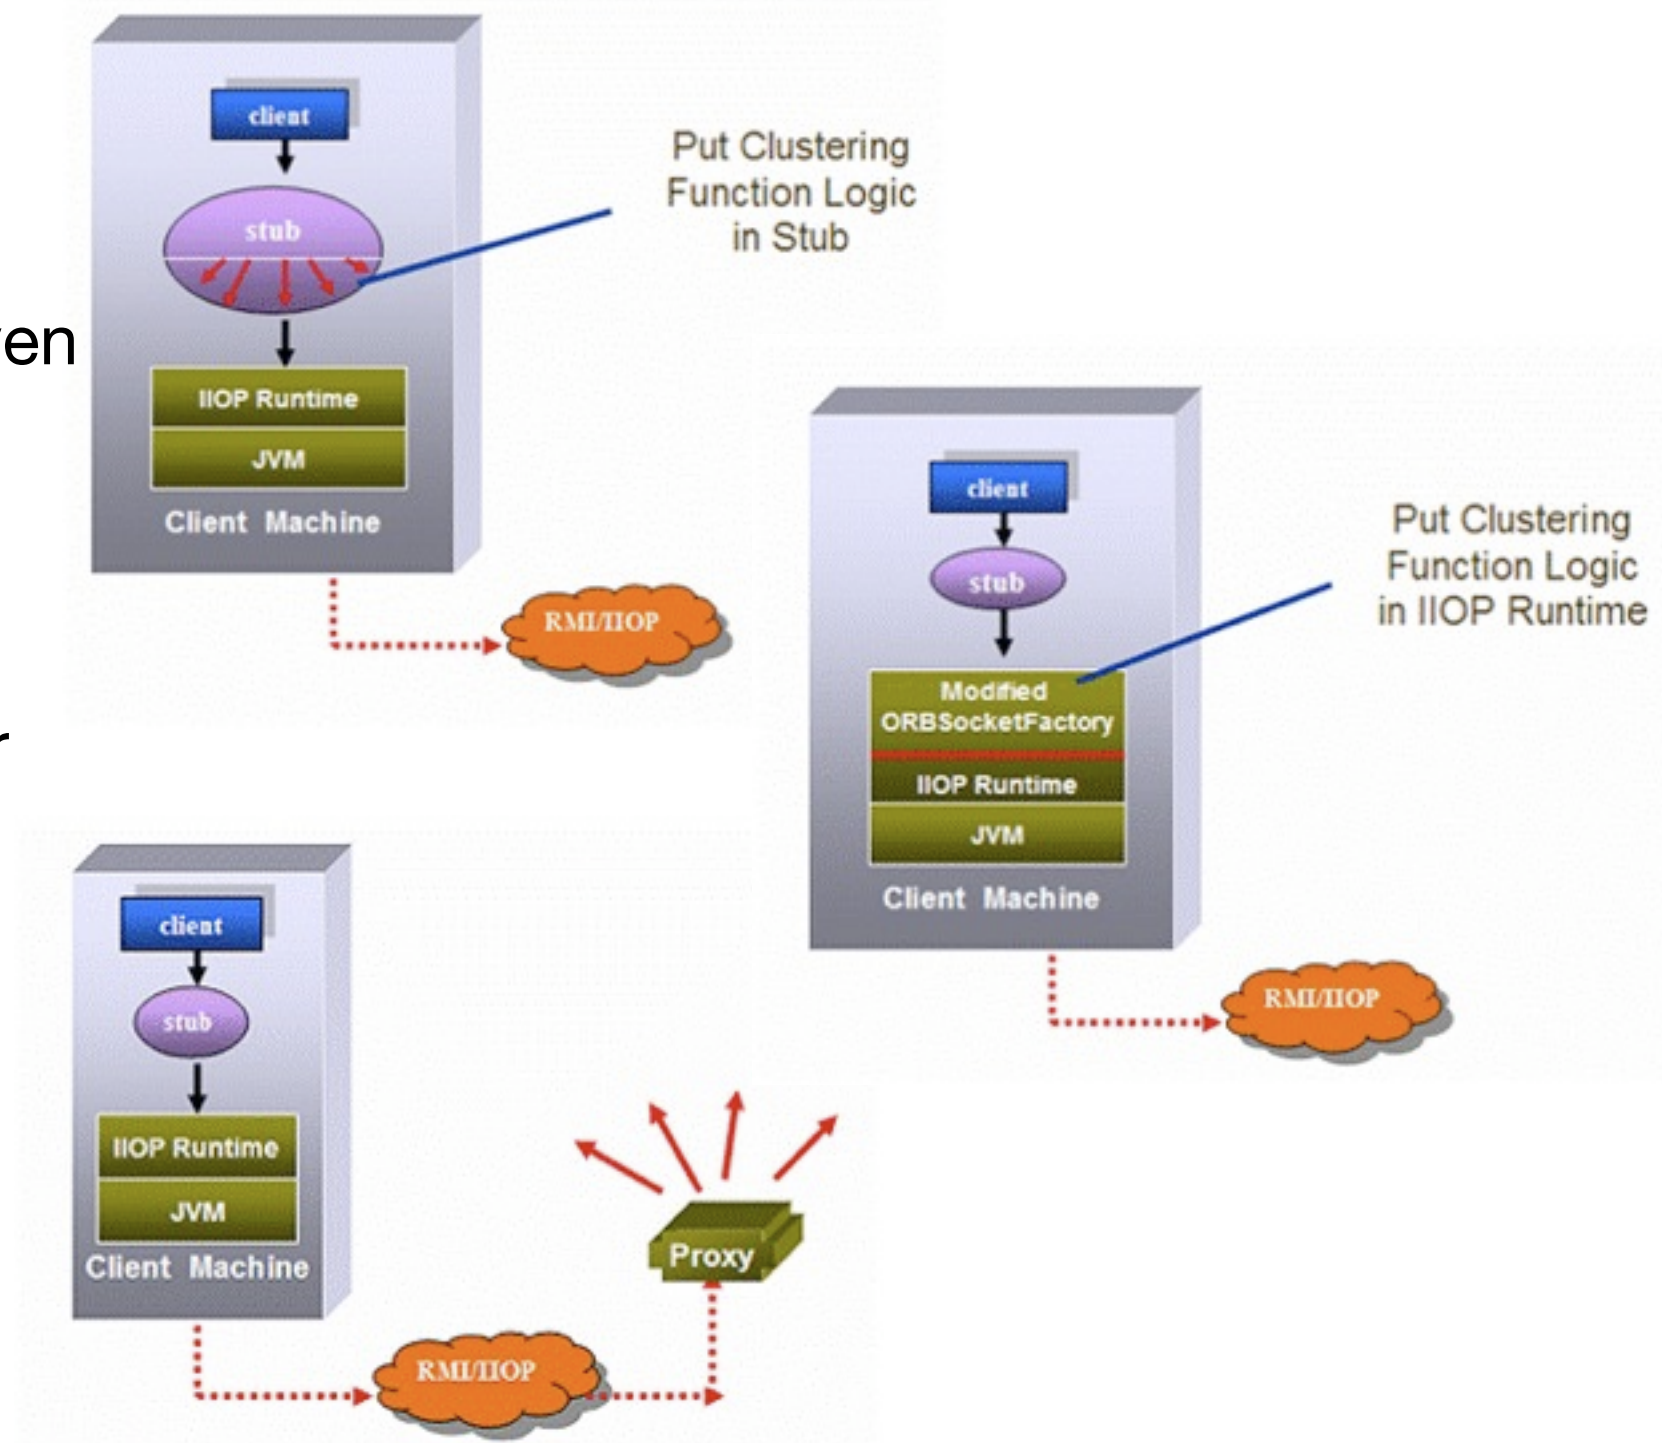 client
stub
Put Clustering
Function Logic
in Stub
ven
IIOP Runtime
JVM
Client Machine
RMI/IIOP
client
stub
Put Clustering
Function Logic
in IIOP Runtime
Modified
ORBSocketFactory
IIOP Runtime
JVM
Client Machine
RMI/IIOP
r
client
stub
IIOP Runtime
JVM
Client Machine
Proxy
RMI/IIOP